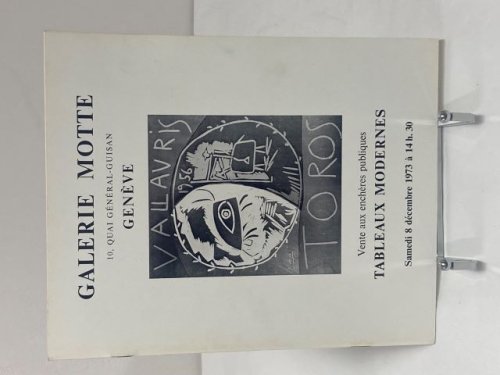 GALERIE MOTTE
10, QUAI GÉNÉRAL-GUISAN
GENÈVE
VALLAURIS
1956
TOROS
Vente aux enchères publiques
TABLEAUX MODERNES
Samedi 8 décembre 1973 à 14 h. 30